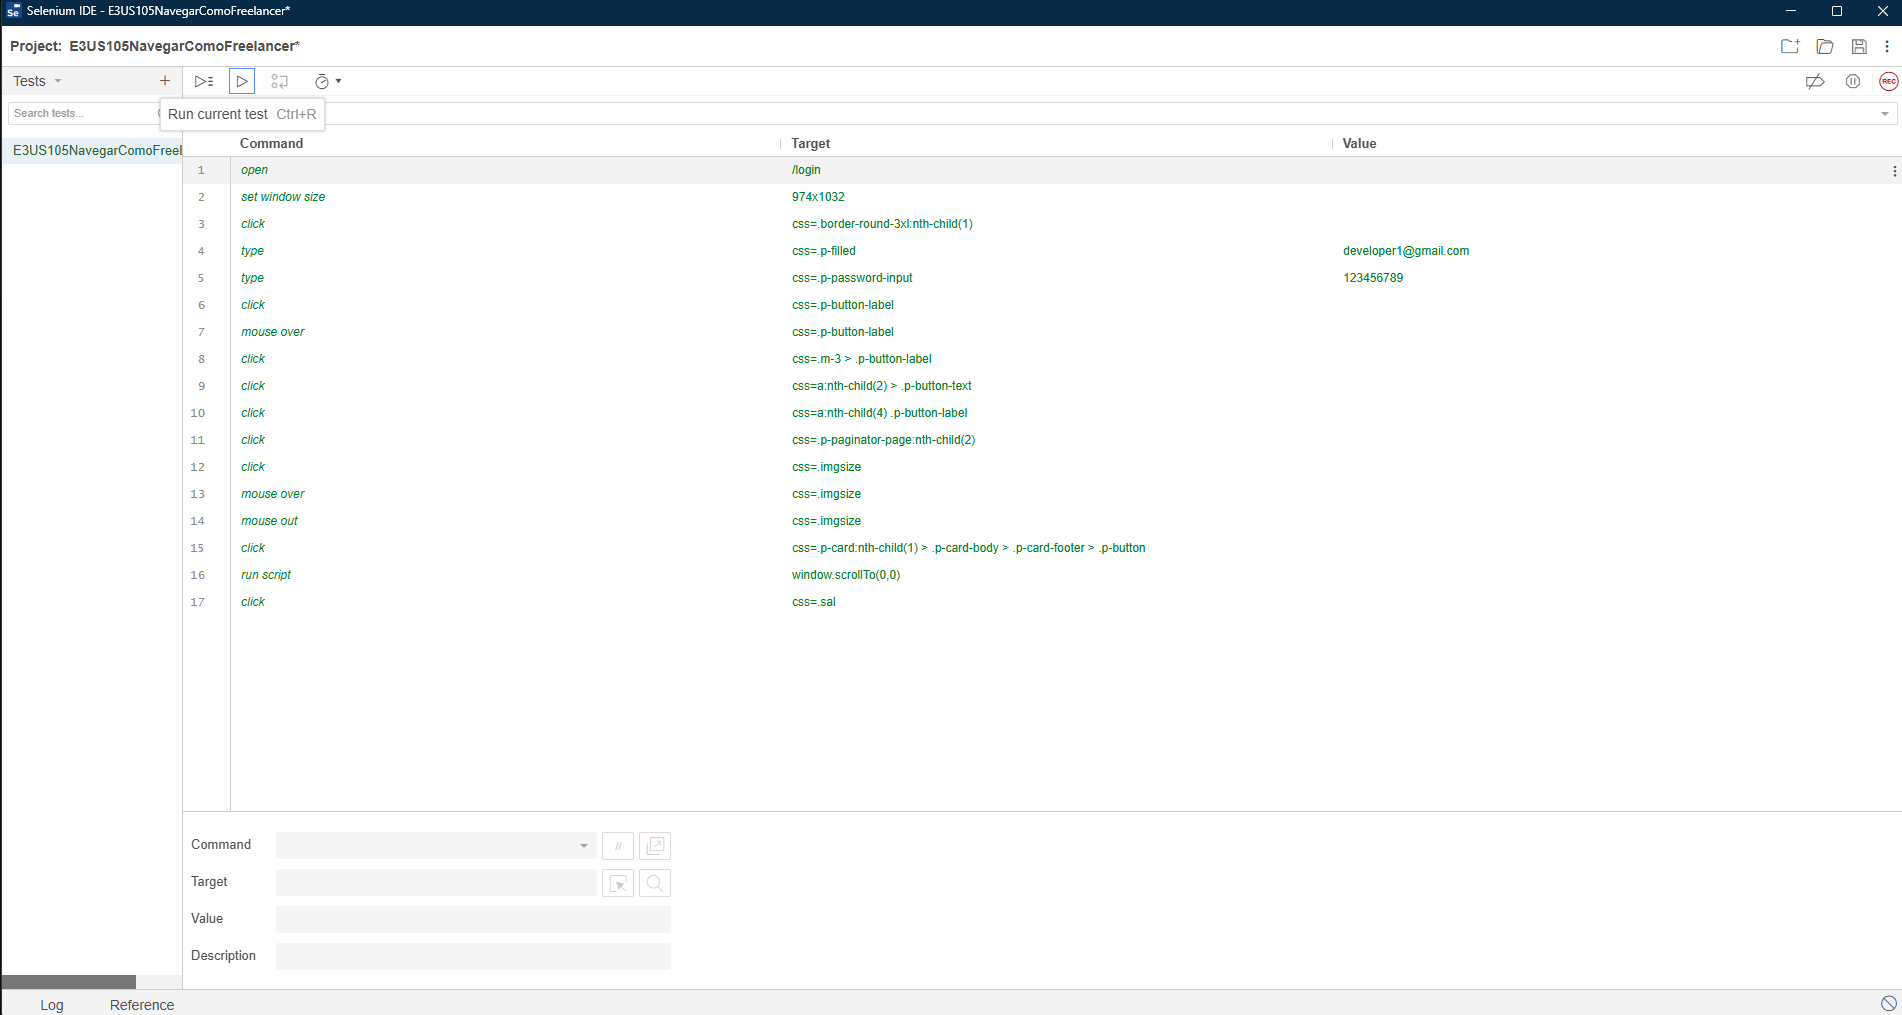 Selenium IDE - E3US105NavegarComoFreelancer*
Project: E3US105NavegarComoFreelancer*
Tests
Search tests...
Run current test Ctrl+R
REC
E3US105NavegarComoFreel
Command Target Value
1 open /login
2 set window size 974x1032
3 click css=.border-round-3xl:nth-child(1)
4 type css=.p-filled developer1@gmail.com
5 type css=.p-password-input 123456789
6 click css=.p-button-label
7 mouse over css=.p-button-label
8 click css=.m-3 > .p-button-label
9 click css=a:nth-child(2) > .p-button-text
10 click css=a:nth-child(4) .p-button-label
11 click css=.p-paginator-page:nth-child(2)
12 click css=.imgsize
13 mouse over css=.imgsize
14 mouse out css=.imgsize
15 click css=.p-card:nth-child(1) > .p-card-body > .p-card-footer > .p-button
16 run script window.scrollTo(0,0)
17 click css=.sal
Command //
Target
Value
Description
Log Reference